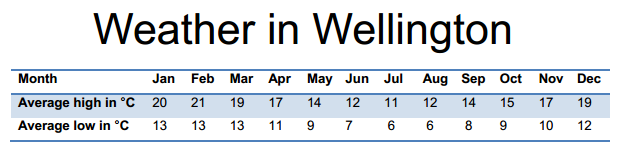 Weather in Wellington
Month Jan Feb Mar Apr May Jun Jul Aug Sep Oct Nov Dec
Average high in °C 20 21 19 17 14 12 11 12 14 15 17 19
Average low in °C 13 13 13 11 9 7 6 6 8 9 10 12